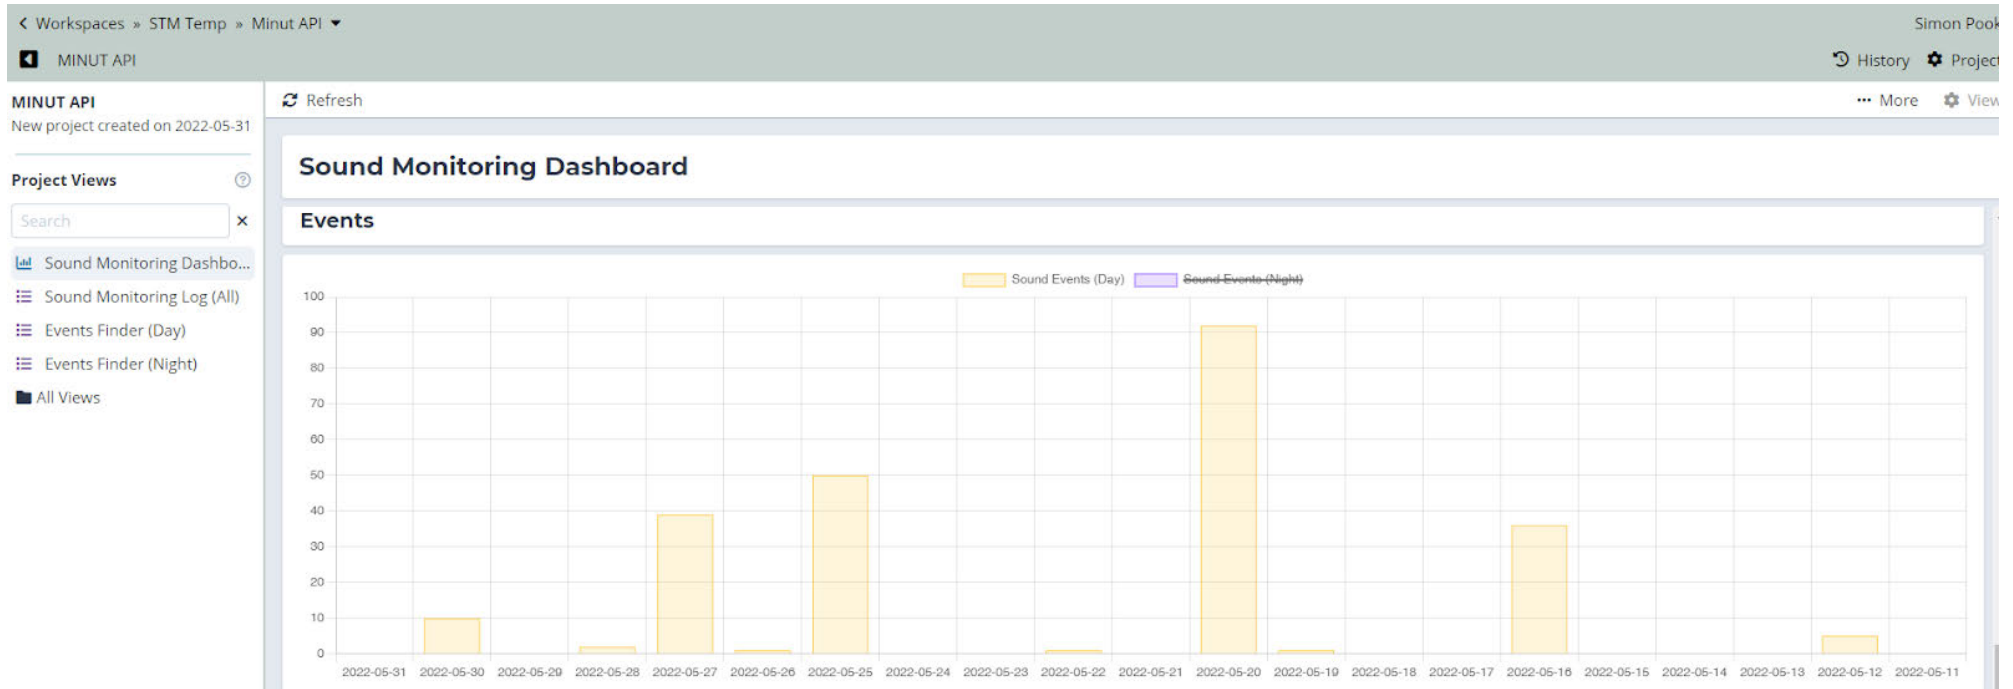 Workspaces » STM Temp » Minut API
Simon Pook
MINUT API
History Project
MINUT API
New project created on 2022-05-31
Project Views
Search
Sound Monitoring Dashbo...
Sound Monitoring Log (All)
Events Finder (Day)
Events Finder (Night)
All Views
Refresh
More View
Sound Monitoring Dashboard
Events
Sound Events (Day) Sound Events (Night)
100
90
80
70
60
50
40
30
20
10
0
2022-05-31 2022-05-30 2022-05-29 2022-05-28 2022-05-27 2022-05-26 2022-05-25 2022-05-24 2022-05-23 2022-05-22 2022-05-21 2022-05-20 2022-05-19 2022-05-18 2022-05-17 2022-05-16 2022-05-15 2022-05-14 2022-05-13 2022-05-12 2022-05-11